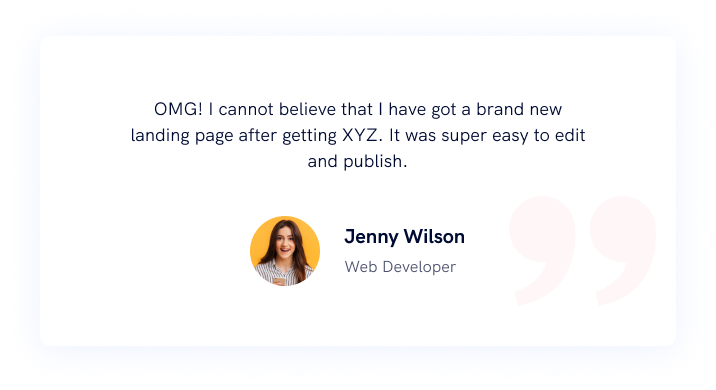 OMG! I cannot believe that I have got a brand new
landing page after getting XYZ. It was super easy to edit
and publish.
Jenny Wilson
Web Developer